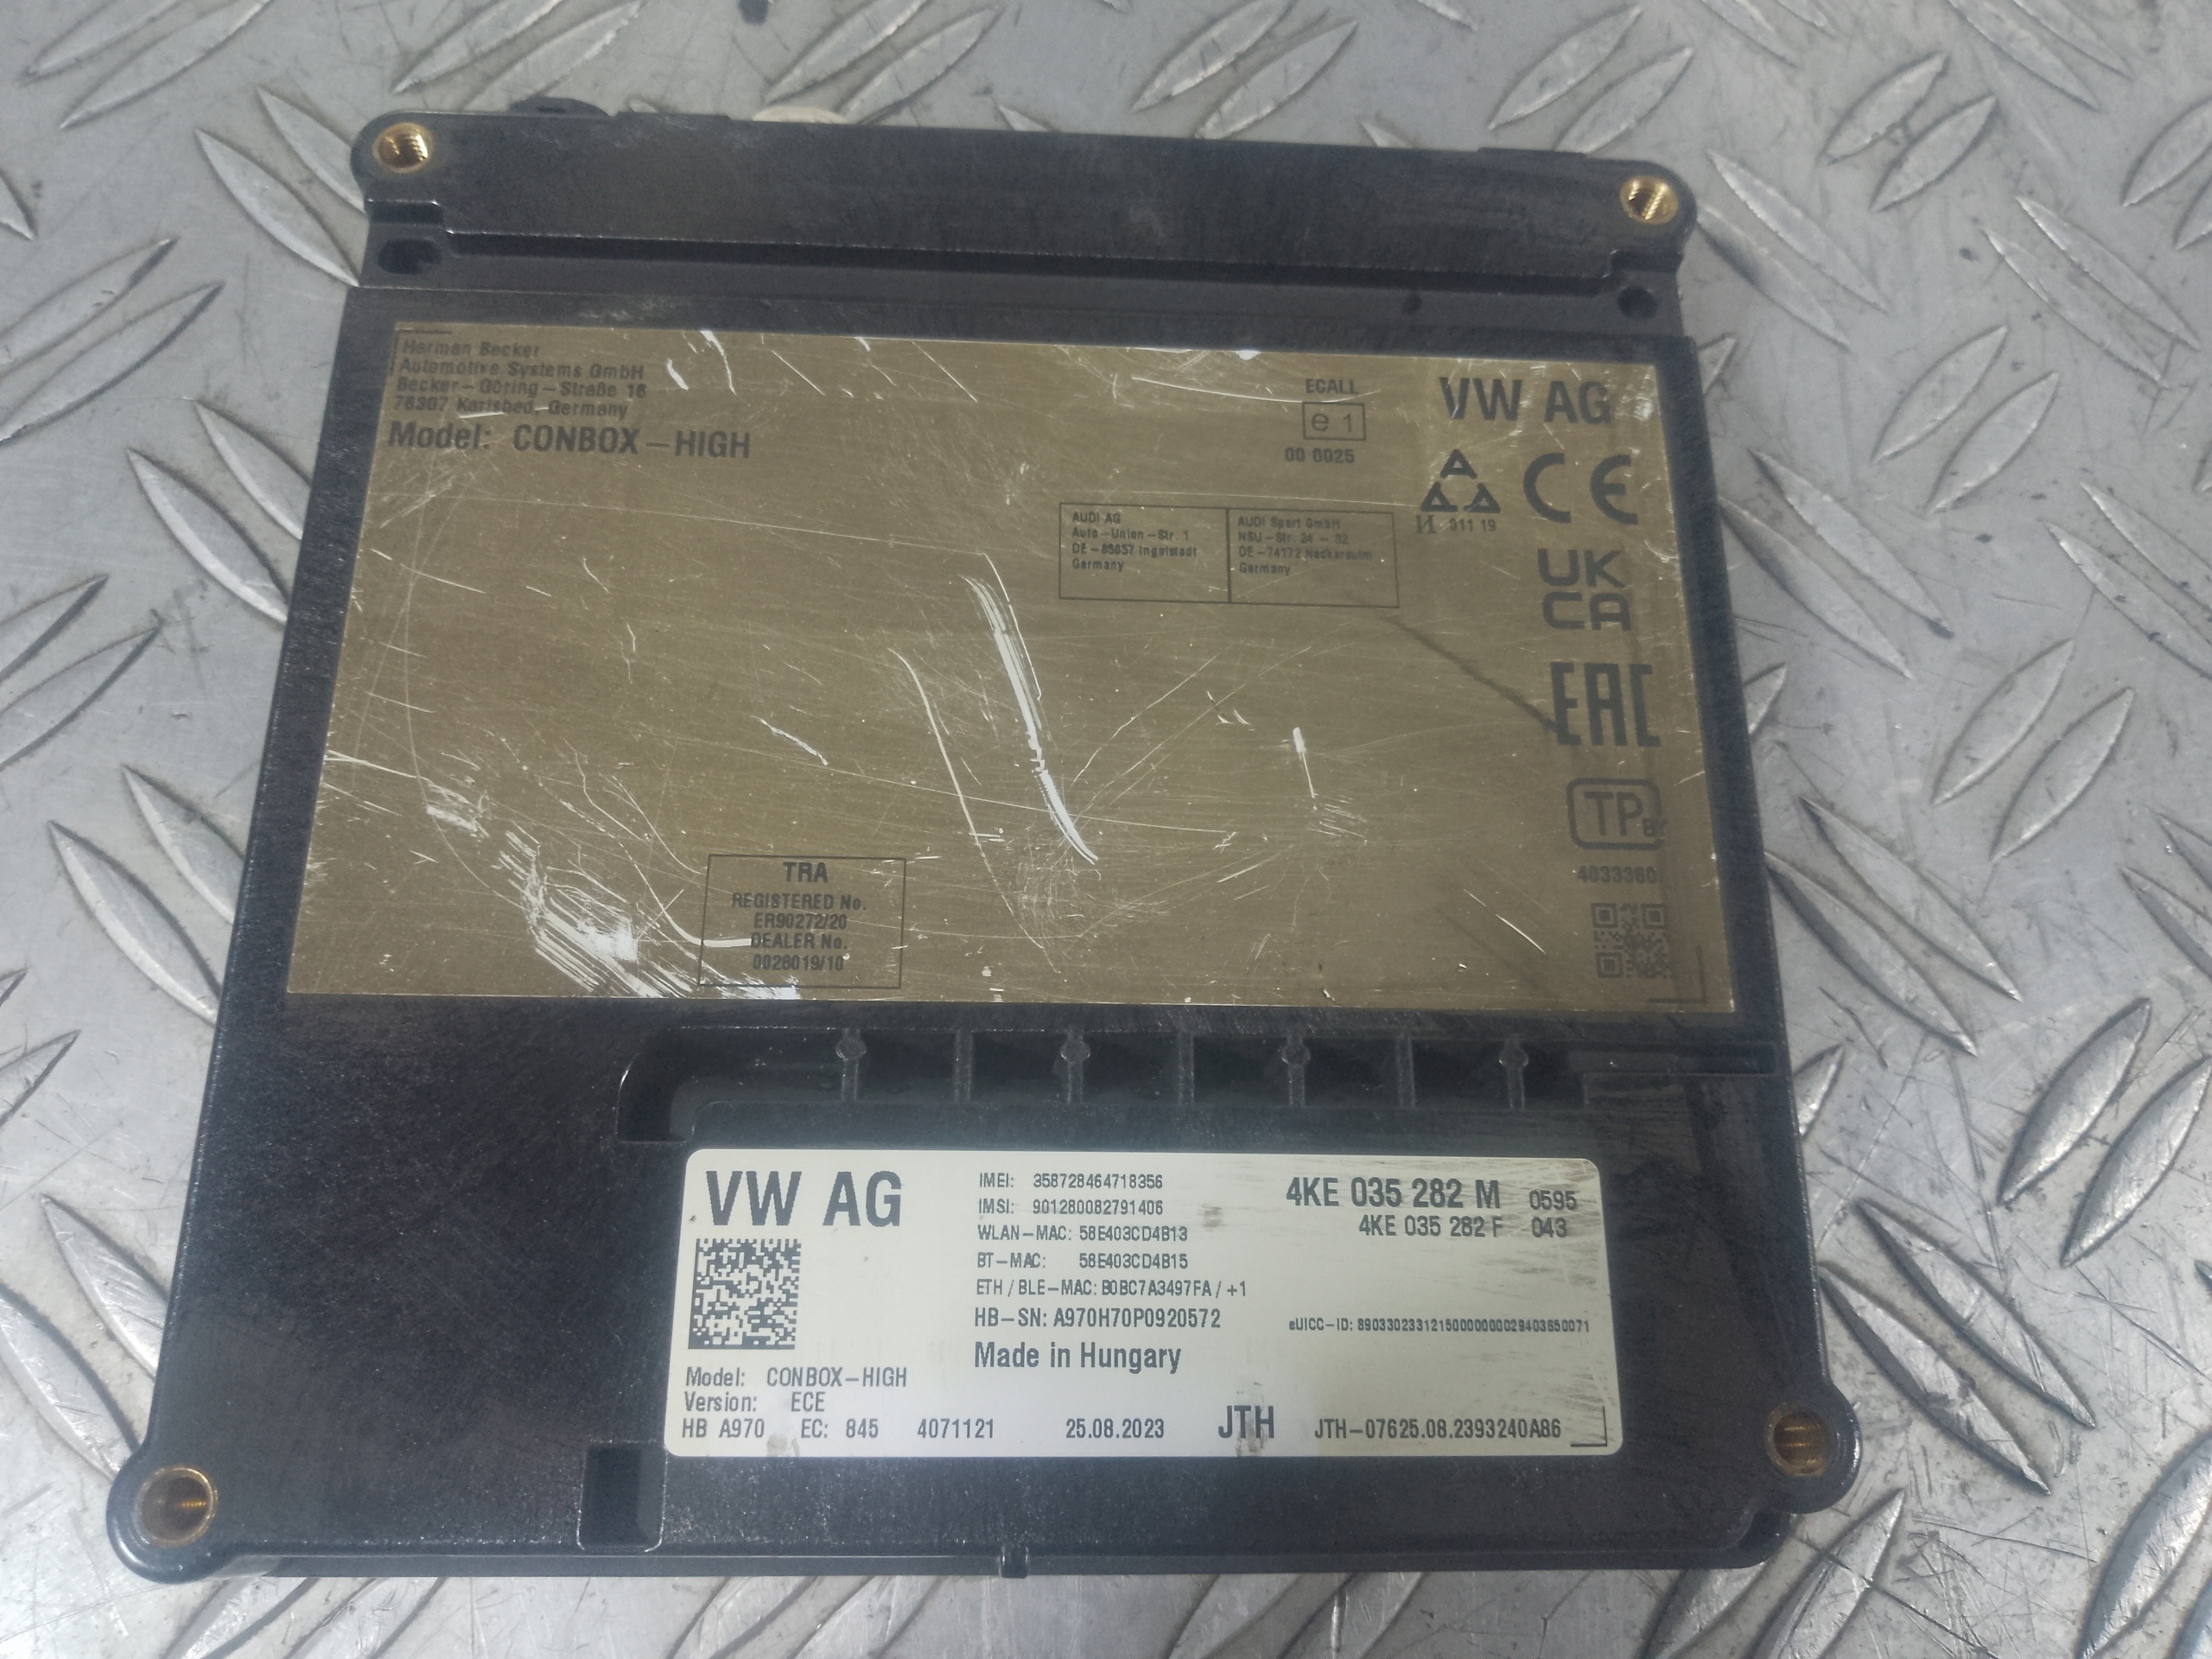 Harman Becker
Automotive Systems GmbH
Becker-Göring-Straße 16
76307 Karlsbad, Germany
Model: CONBOX-HIGH
ECALL
e 1
00 0025
VW AG
CE
011 19
AUDI AG
Auto-Union-Str. 1
DE-85057 Ingolstadt
Germany
AUDI Sport GmbH
NSU-Str. 24 - 32
DE-74172 Neckarsulm
Germany
UK
CA
EAC
TP
TRA
REGISTERED No.
ER90272/20
DEALER No.
0026019/10
VW AG
IMEI: 358728464718356
IMSI: 901280082791406
WLAN-MAC: 58E403CD4B13
BT-MAC: 58E403CD4B15
ETH / BLE-MAC: B0BC7A3497FA / +1
HB-SN: A970H70P0920572
Made in Hungary
4KE 035 282 M 0595
4KE 035 282 F 043
eUICC-ID: 89033023312150000000029403650071
Model: CONBOX-HIGH
Version: ECE
HB A970 EC: 845 4071121 25.08.2023 JTH JTH-07625.08.2393240A86